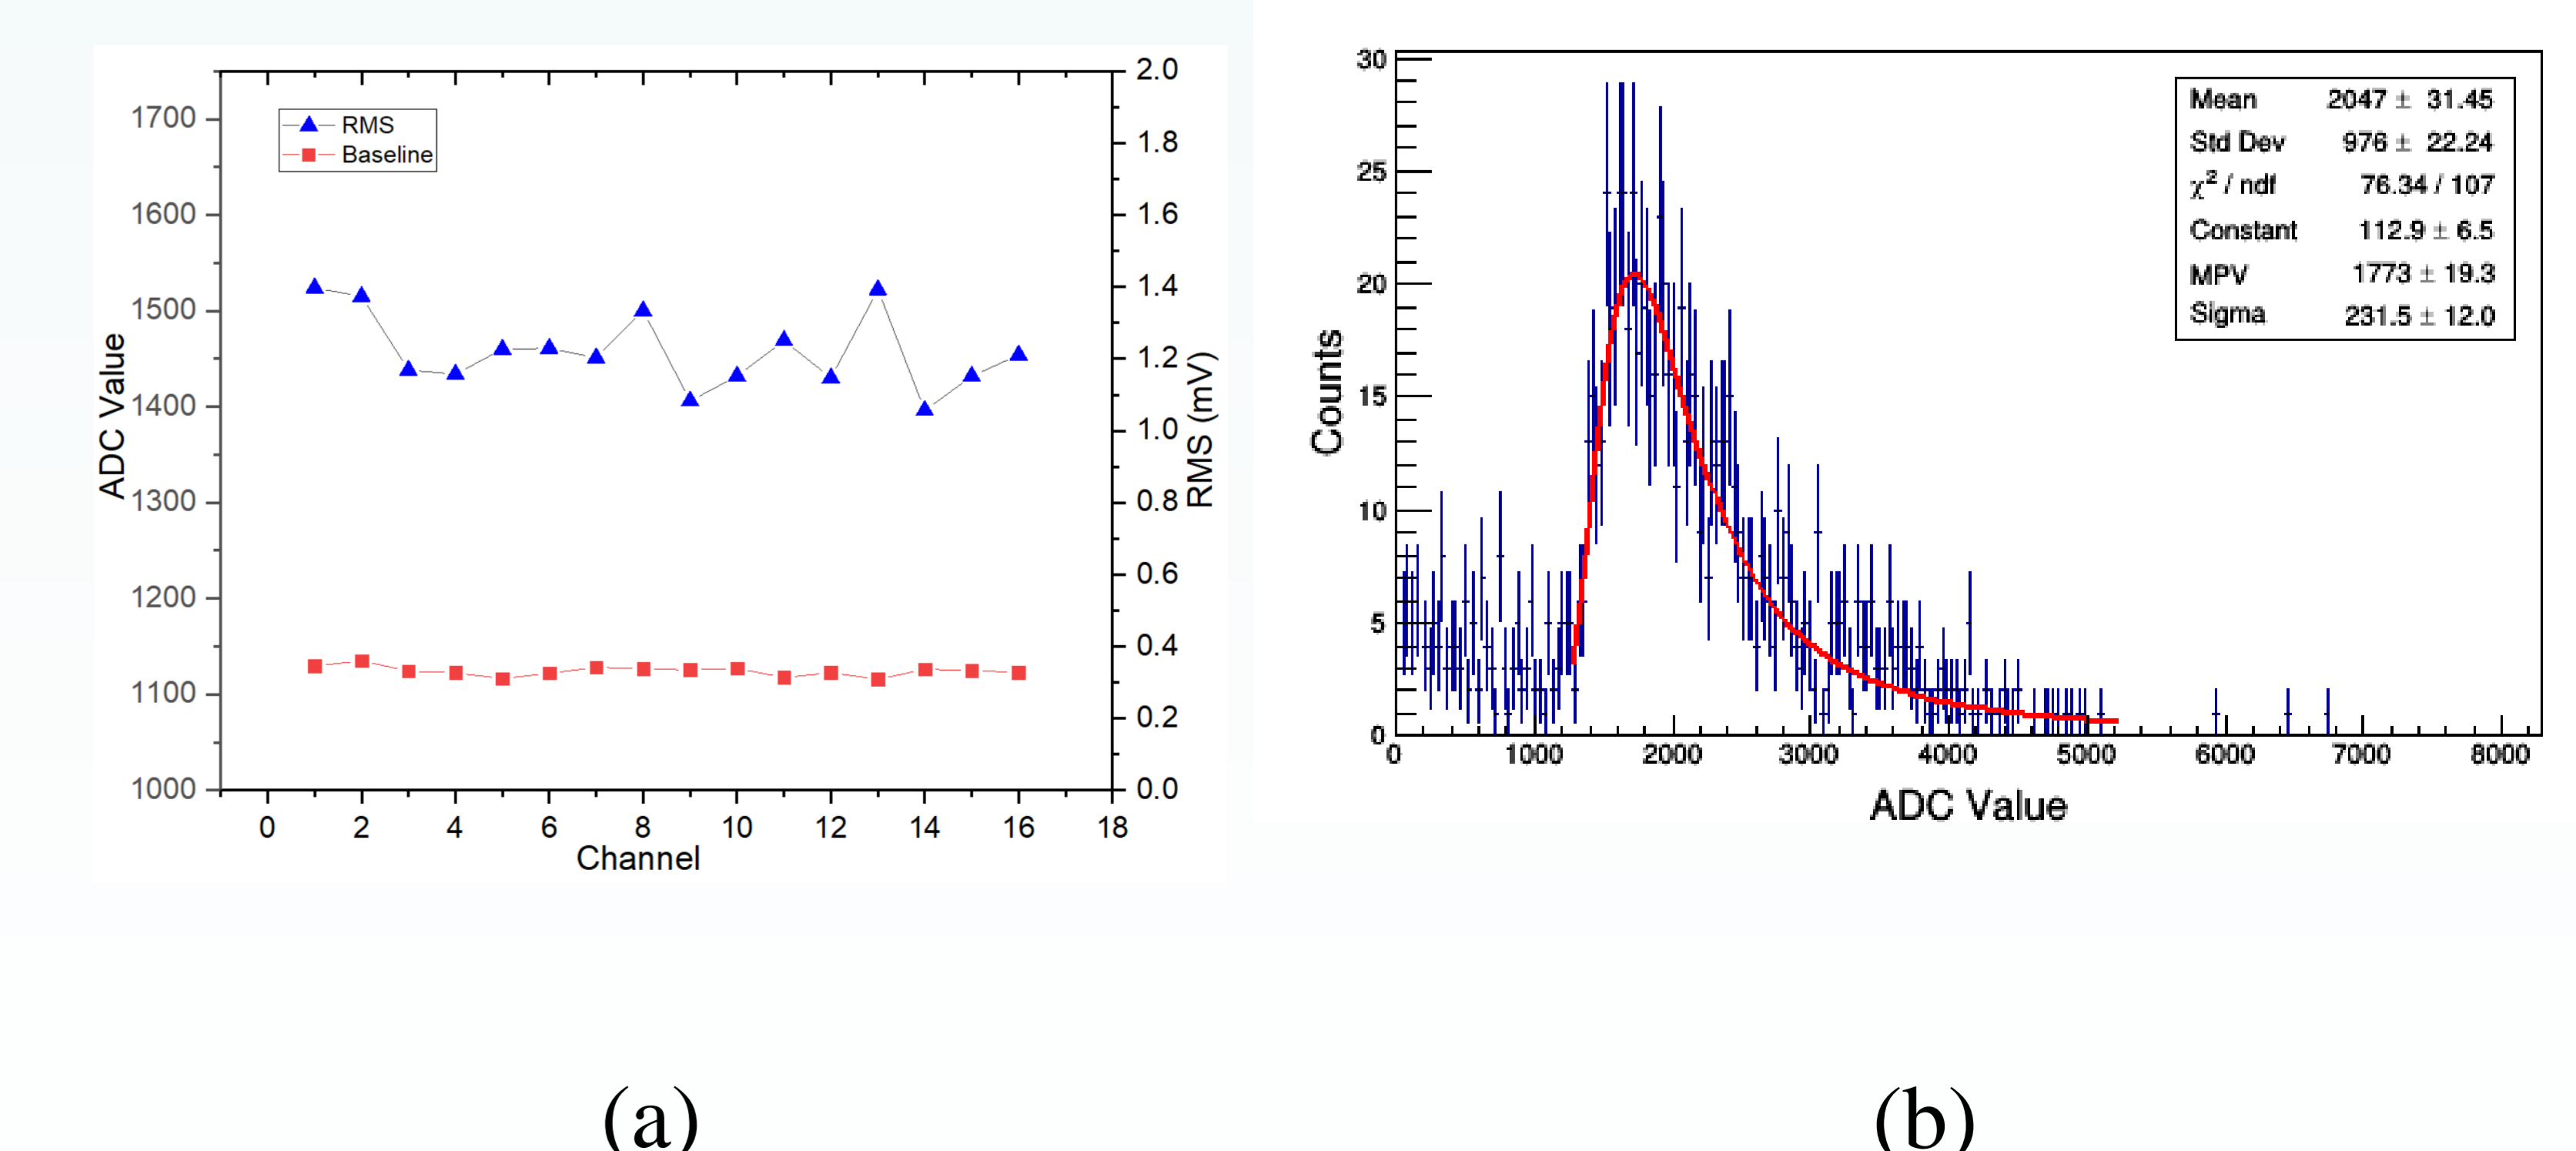 2.0
1700
1.8
1600
1.6
1500
1.4
1400
1.2
1.0
1300
0.8
1200
0.6
0.4
1100
0.2
1000
0.0
RMS
Baseline
ADC Value
RMS (mV)
0 2 4 6 8 10 12 14 16 18
Channel
(a)
30
25
20
15
10
5
0
Counts
Mean 2047 ± 31.45
Std Dev 976 ± 22.24
χ² / ndf 76.34 / 107
Constant 112.9 ± 6.5
MPV 1773 ± 19.3
Sigma 231.5 ± 12.0
0 1000 2000 3000 4000 5000 6000 7000 8000
ADC Value
(b)